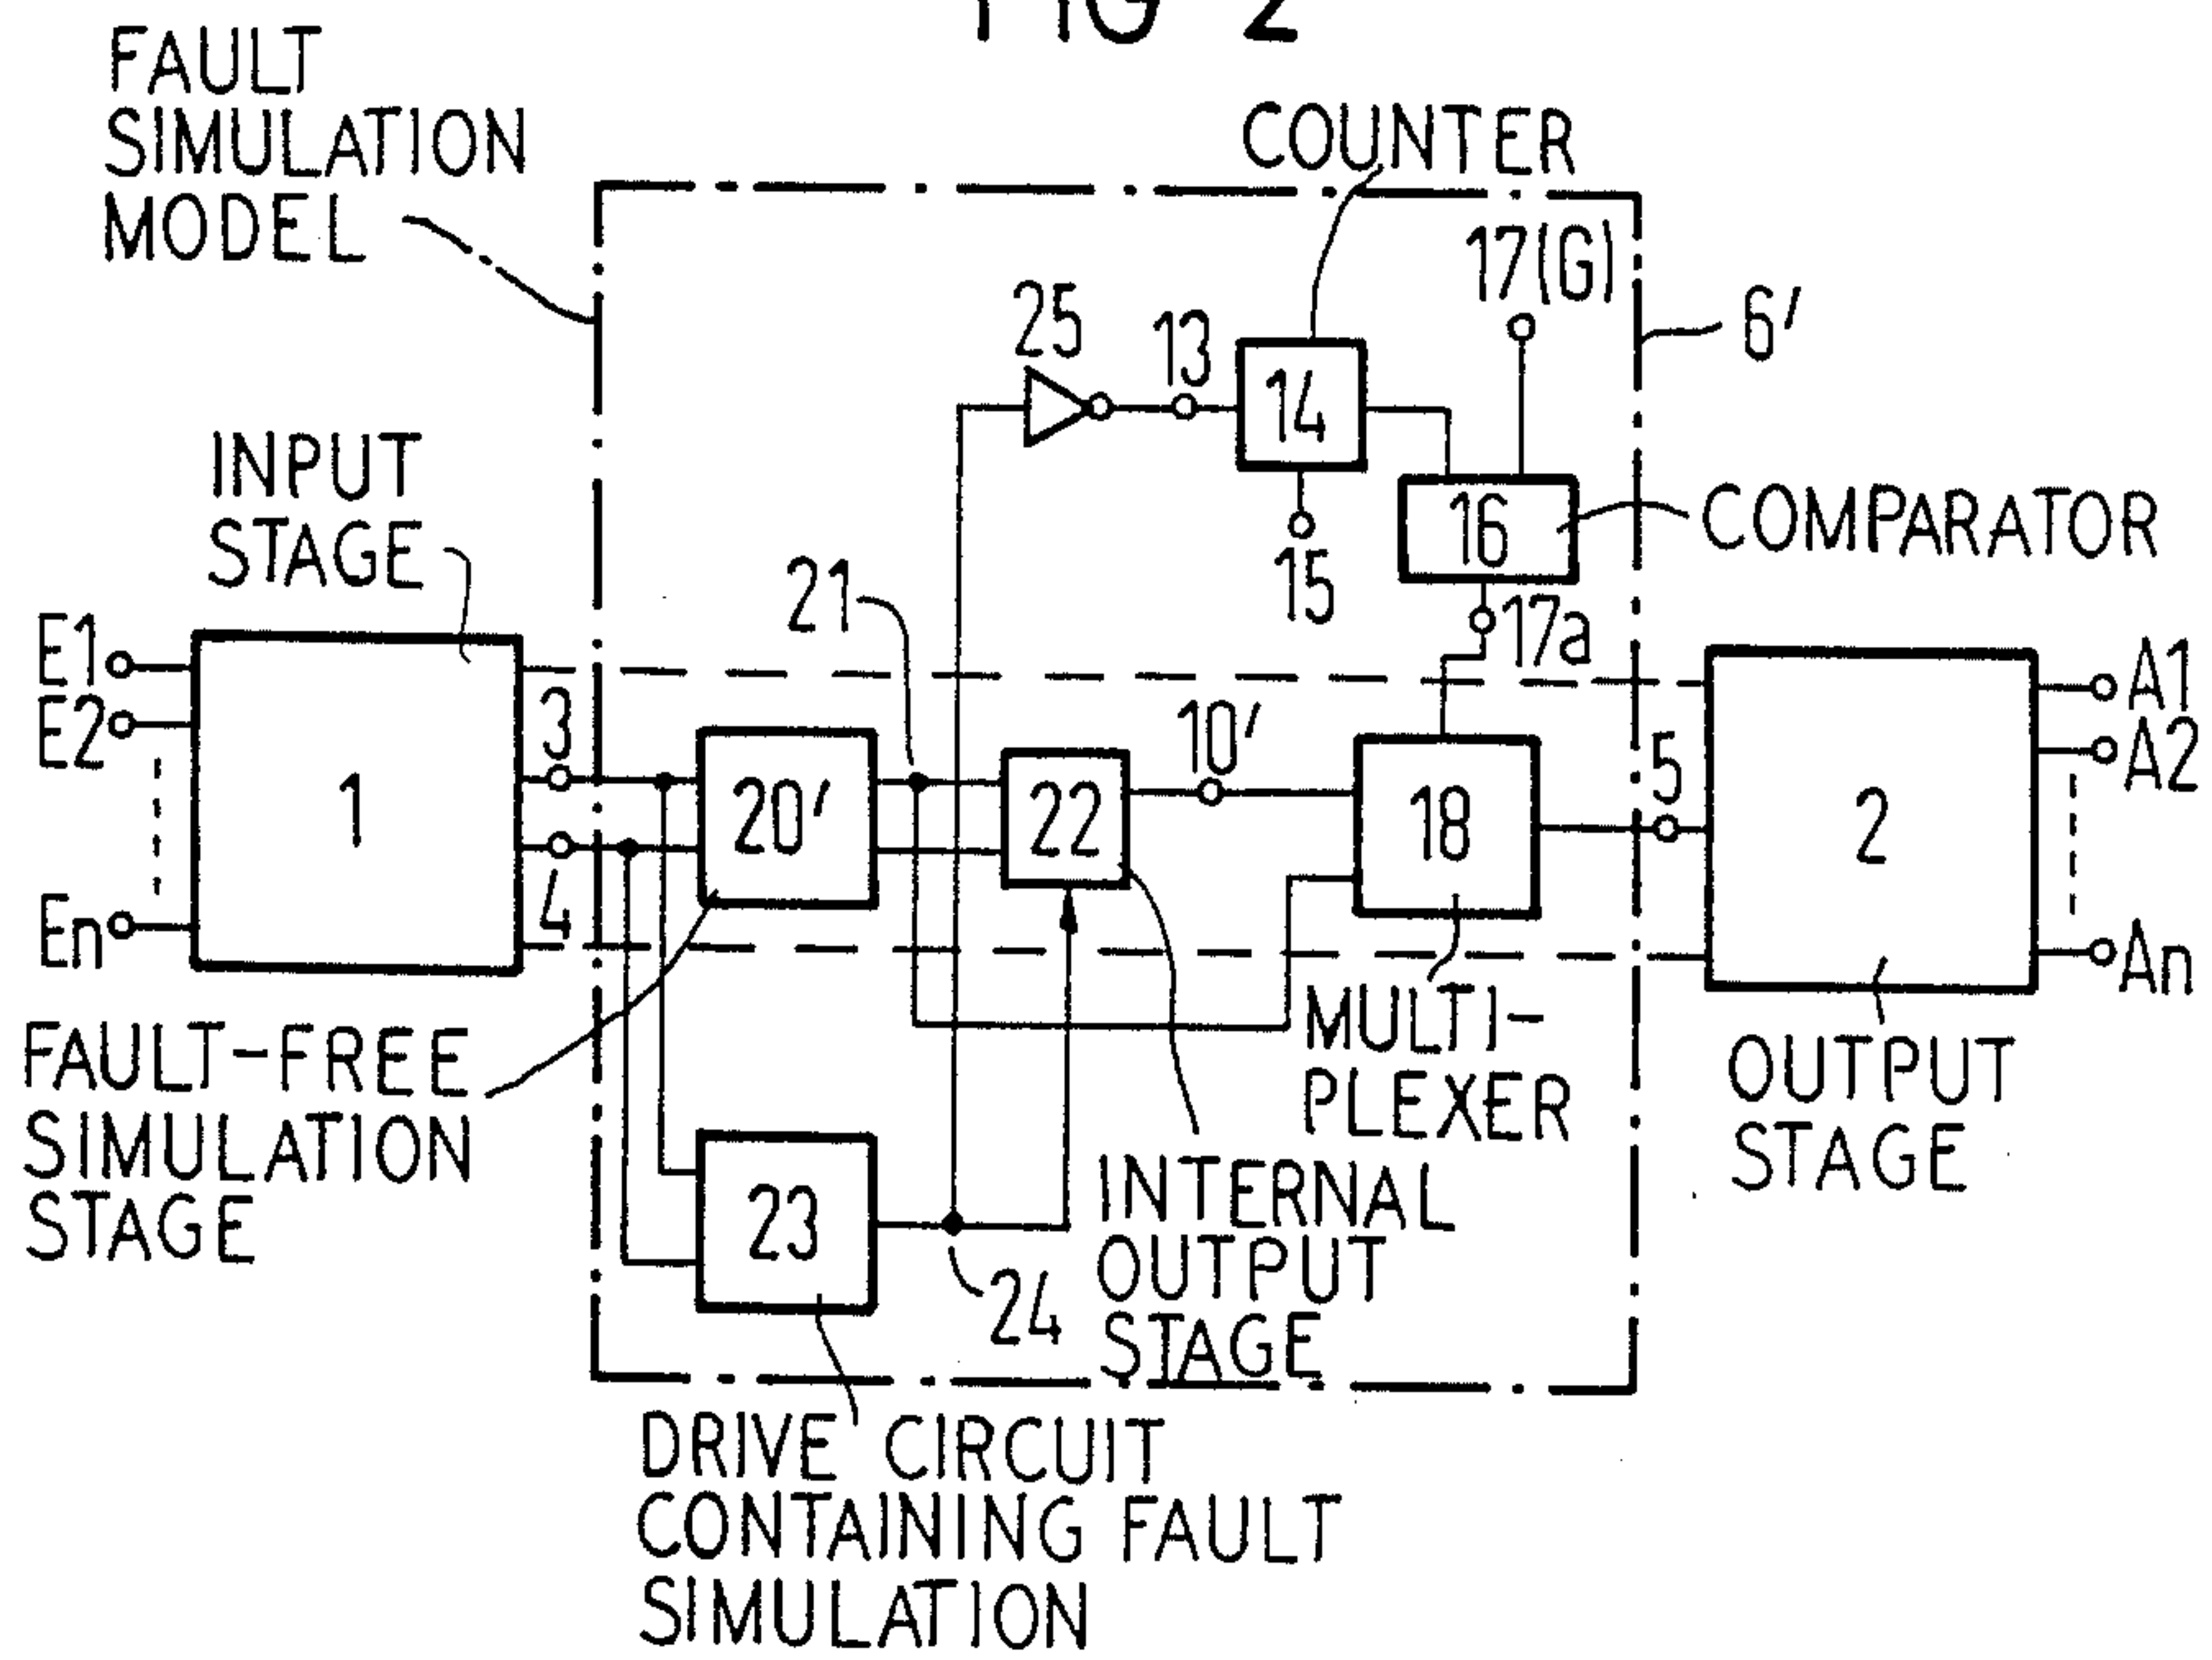 FIG 2
FAULT
SIMULATION
MODEL
COUNTER
17(G)
6'
25
13
14
INPUT
STAGE
16
COMPARATOR
15
21
17a
E1
E2
En
1
3
4
20'
22
10'
18
5
2
A1
A2
An
FAULT-FREE
SIMULATION
STAGE
MULTI-
PLEXER
OUTPUT
STAGE
23
24
INTERNAL
OUTPUT
STAGE
DRIVE CIRCUIT
CONTAINING FAULT
SIMULATION